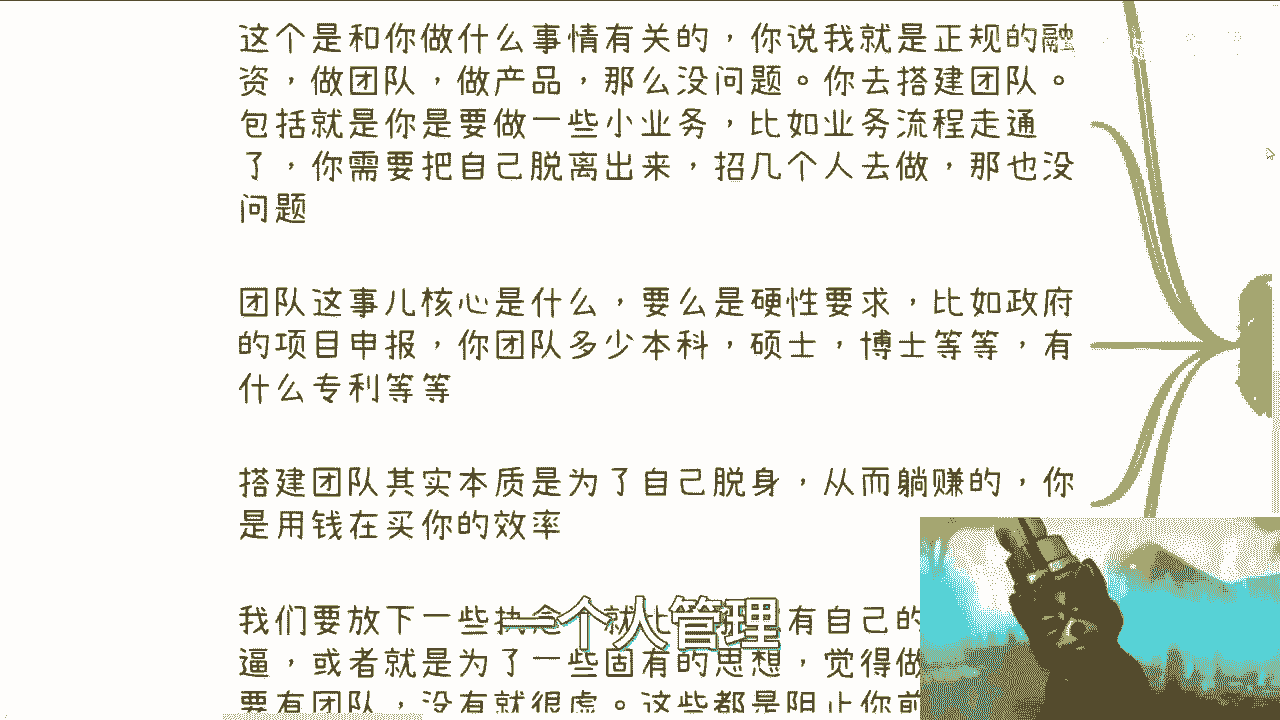 这个是和你做什么事情有关的，你说我就是正规的融
资，做团队，做产品，那么没问题。你去搭建团队。
包括就是你是要做一些小业务，比如业务流程走通
了，你需要把自己脱离出来，招几个人去做，那也没
问题
团队这事儿核心是什么，要么是硬性要求，比如政府
的项目申报，你团队多少本科，硕士，博士等等，有
什么专利等等
搭建团队其实本质是为了自己脱身，从而躺赚的，你
是用钱在买你的效率
我们要放下一些执念，就比 有自己的
一个人管理
逼，或者就是为了一些固有的思想，觉得做
要有团队，没有就很虚。这些都是阻止你前